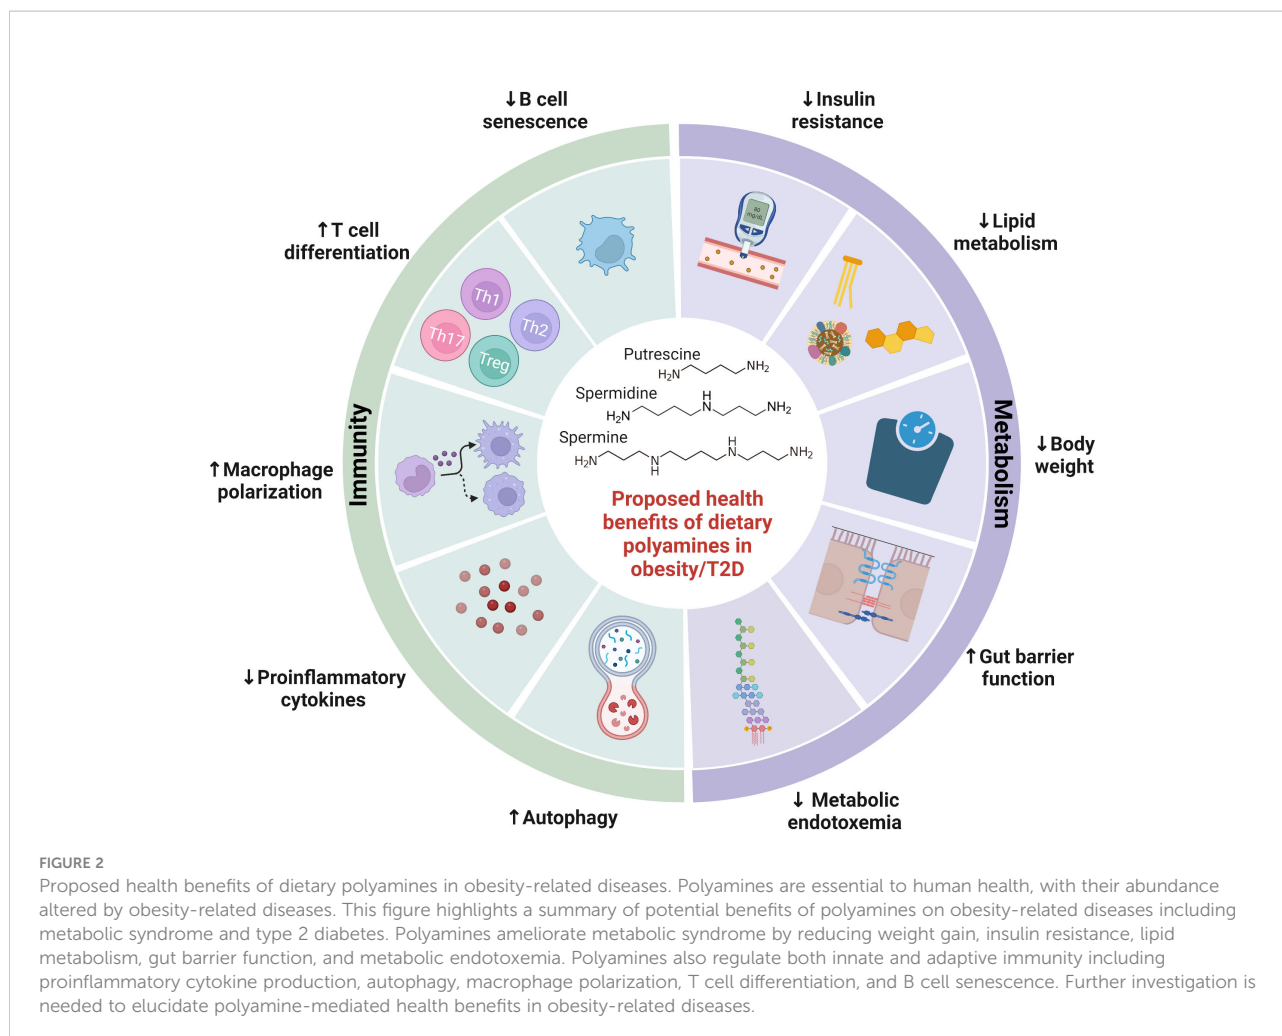 ↓B cell
senescence
↓Insulin
resistance
↑T cell
differentiation
↓Lipid
metabolism
80
mg/dL
Th1
Th2
Th17
Treg
Putrescine
H₂N
NH₂
Spermidine
H
H₂N
N
NH₂
Spermine
H
H₂N
N
N
NH₂
H
Immunity
Metabolism
↑Macrophage
polarization
↓Body
weight
Proposed health
benefits of dietary
polyamines in
obesity/T2D
↓Proinflammatory
cytokines
↑Gut barrier
function
↑Autophagy
↓ Metabolic
endotoxemia
FIGURE 2
Proposed health benefits of dietary polyamines in obesity-related diseases. Polyamines are essential to human health, with their abundance
altered by obesity-related diseases. This figure highlights a summary of potential benefits of polyamines on obesity-related diseases including
metabolic syndrome and type 2 diabetes. Polyamines ameliorate metabolic syndrome by reducing weight gain, insulin resistance, lipid
metabolism, gut barrier function, and metabolic endotoxemia. Polyamines also regulate both innate and adaptive immunity including
proinflammatory cytokine production, autophagy, macrophage polarization, T cell differentiation, and B cell senescence. Further investigation is
needed to elucidate polyamine-mediated health benefits in obesity-related diseases.